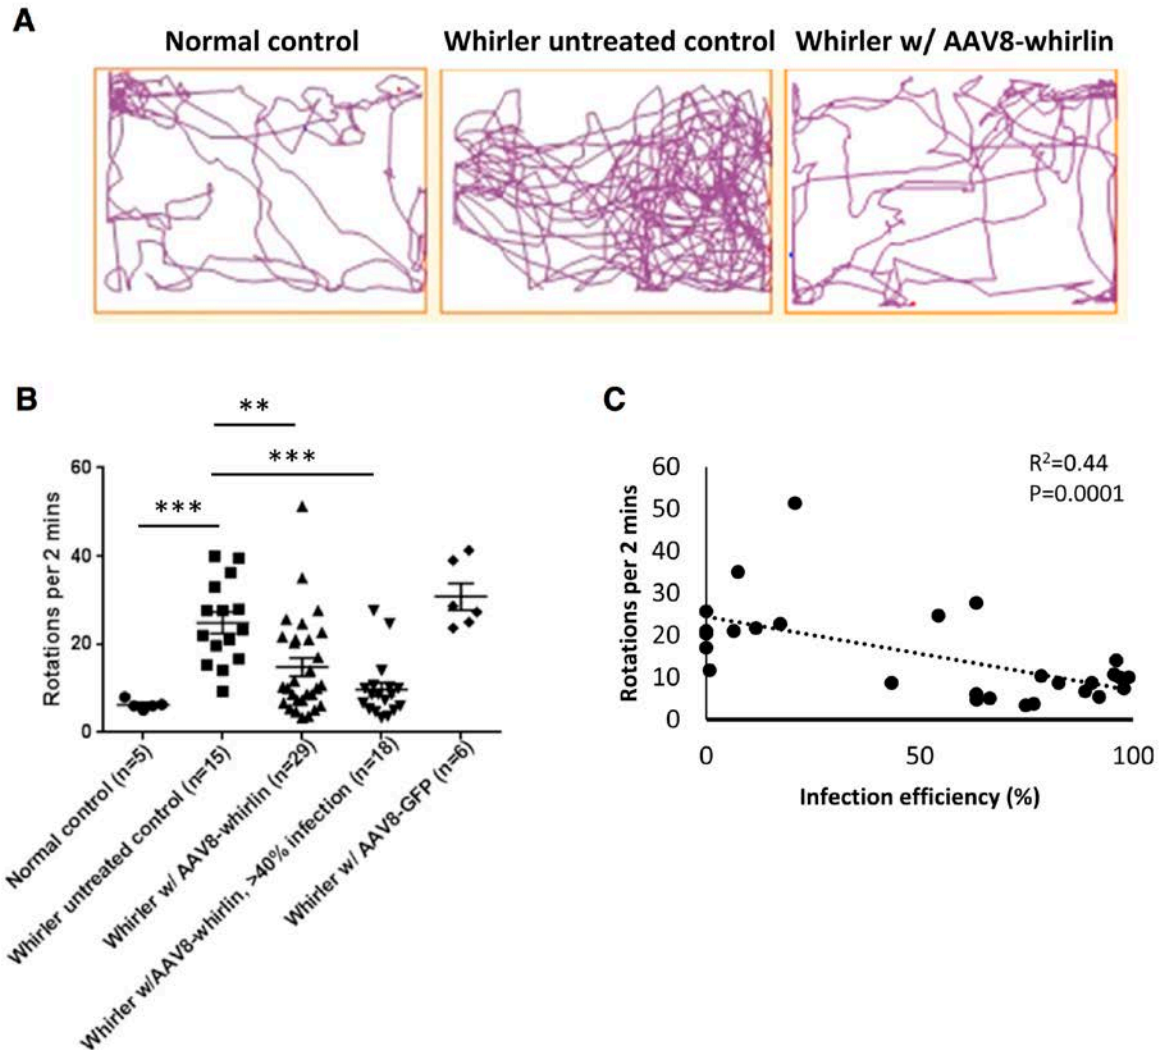 A
Normal control
Whirler untreated control
Whirler w/ AAV8-whirlin
B
**
***
***
60
40
20
0
Rotations per 2 mins
Normal control (n=5)
Whirler untreated control (n=15)
Whirler w/ AAV8-whirlin (n=29)
Whirler w/AAV8-whirlin, >40% infection (n=18)
Whirler w/ AAV8-GFP (n=6)
C
R²=0.44
P=0.0001
60
50
40
30
20
10
0
Rotations per 2 mins
0
50
100
Infection efficiency (%)